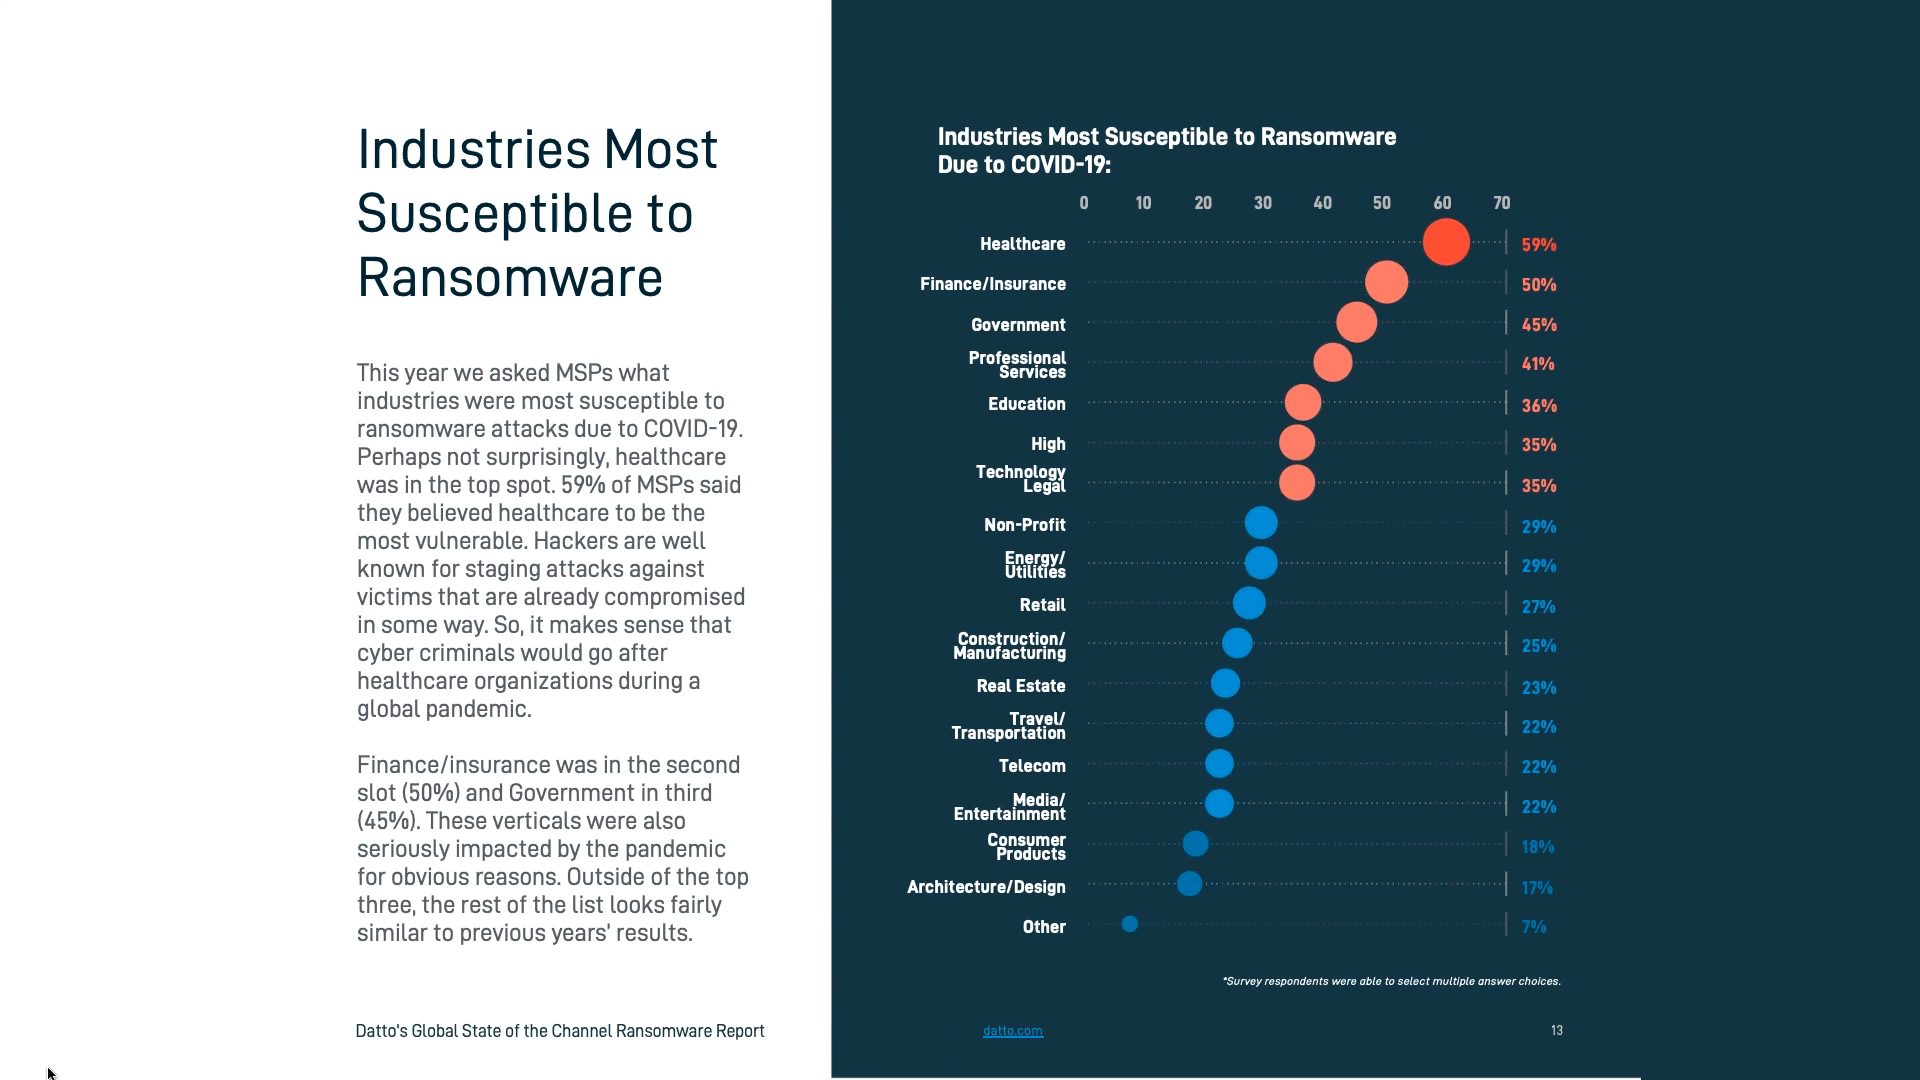 Industries Most
Susceptible to
Ransomware
This year we asked MSPs what
industries were most susceptible to
ransomware attacks due to COVID-19.
Perhaps not surprisingly, healthcare
was in the top spot. 59% of MSPs said
they believed healthcare to be the
most vulnerable. Hackers are well
known for staging attacks against
victims that are already compromised
in some way. So, it makes sense that
cyber criminals would go after
healthcare organizations during a
global pandemic.
Finance/insurance was in the second
slot (50%) and Government in third
(45%). These verticals were also
seriously impacted by the pandemic
for obvious reasons. Outside of the top
three, the rest of the list looks fairly
similar to previous years' results.
Datto's Global State of the Channel Ransomware Report
Industries Most Susceptible to Ransomware
Due to COVID-19:
0 10 20 30 40 50 60 70
Healthcare 59%
Finance/Insurance 50%
Government 45%
Professional
Services 41%
Education 36%
High 35%
Technology
Legal 35%
Non-Profit 29%
Energy/
Utilities 29%
Retail 27%
Construction/
Manufacturing 25%
Real Estate 23%
Travel/
Transportation 22%
Telecom 22%
Media/
Entertainment 22%
Consumer
Products 18%
Architecture/Design 17%
Other 7%
*Survey respondents were able to select multiple answer choices.
datto.com 13